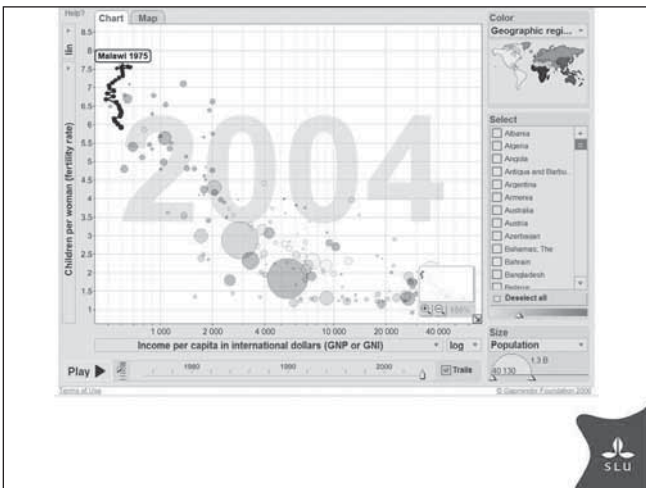 Help?
Chart
Map
lin
8.5
8
7.5
7
6.5
6
5.5
5
4.5
4
3.5
3
2.5
2
1.5
1
Children per woman (fertility rate)
Malawi 1975
2004
100%
1 000
2 000
4 000
10 000
20 000
40 000
Income per capita in international dollars (GNP or GNI)
log
Play
1980
1990
2000
Trails
Color
Geographic regi...
Select
Albania
Algeria
Angola
Antigua and Barbu...
Argentina
Armenia
Australia
Austria
Azerbaijan
Bahamas, The
Bahrain
Bangladesh
Deselect all
Size
Population
1.3 B
40 130
Terms of Use
© Gapminder Foundation 2006
SLU